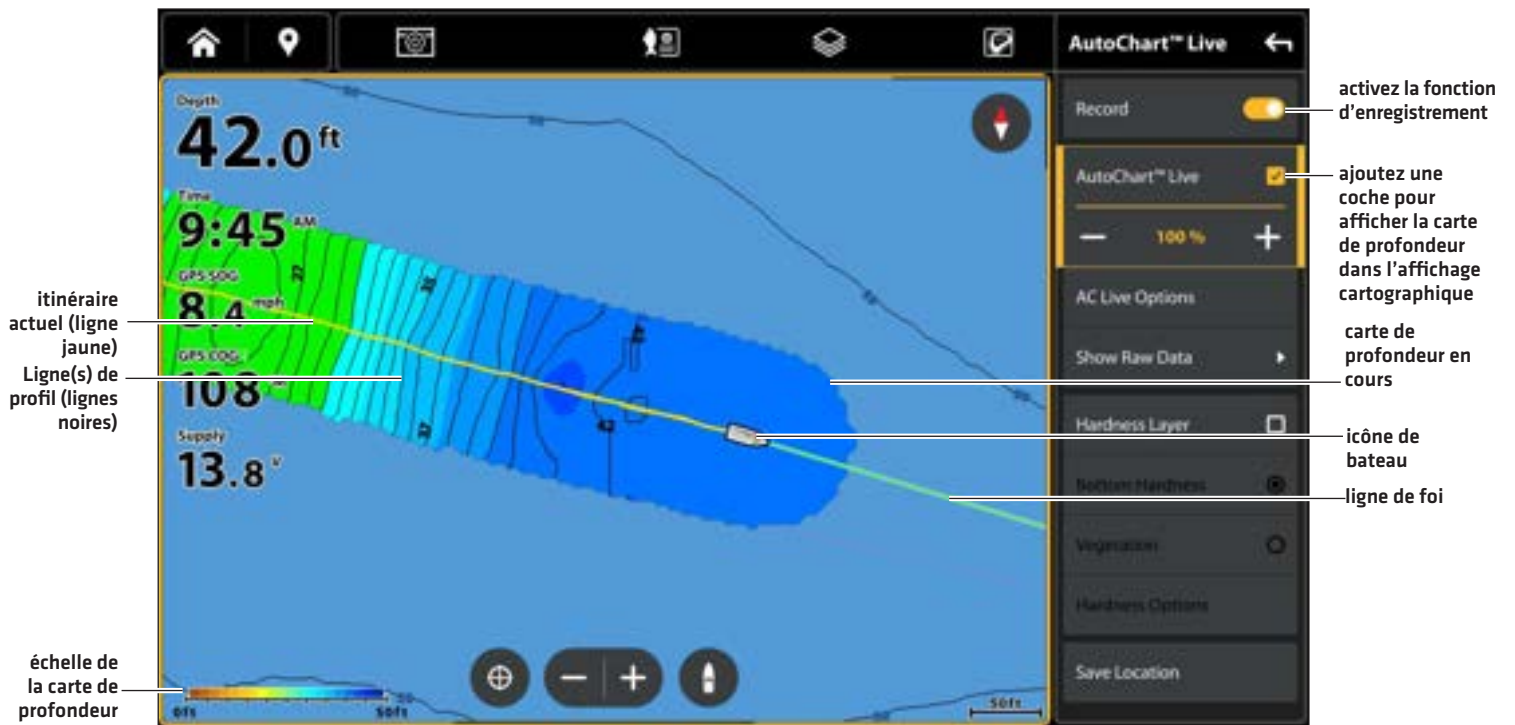 AutoChart™ Live
Depth
42.0 ft
Time
9:45 AM
GPS SOG
8.4 mph
GPS COG
108
Supply
13.8 v
27
37
42
Record
AutoChart™ Live
100 %
AC Live Options
Show Raw Data
Hardness Layer
Bottom Hardness
Vegetation
Hardness Options
Save Location
0ft
50ft
50ft
itinéraire
actuel (ligne
jaune)
Ligne(s) de
profil (lignes
noires)
échelle de
la carte de
profondeur
activez la fonction
d'enregistrement
ajoutez une
coche pour
afficher la carte
de profondeur
dans l'affichage
cartographique
carte de
profondeur en
cours
icône de
bateau
ligne de foi